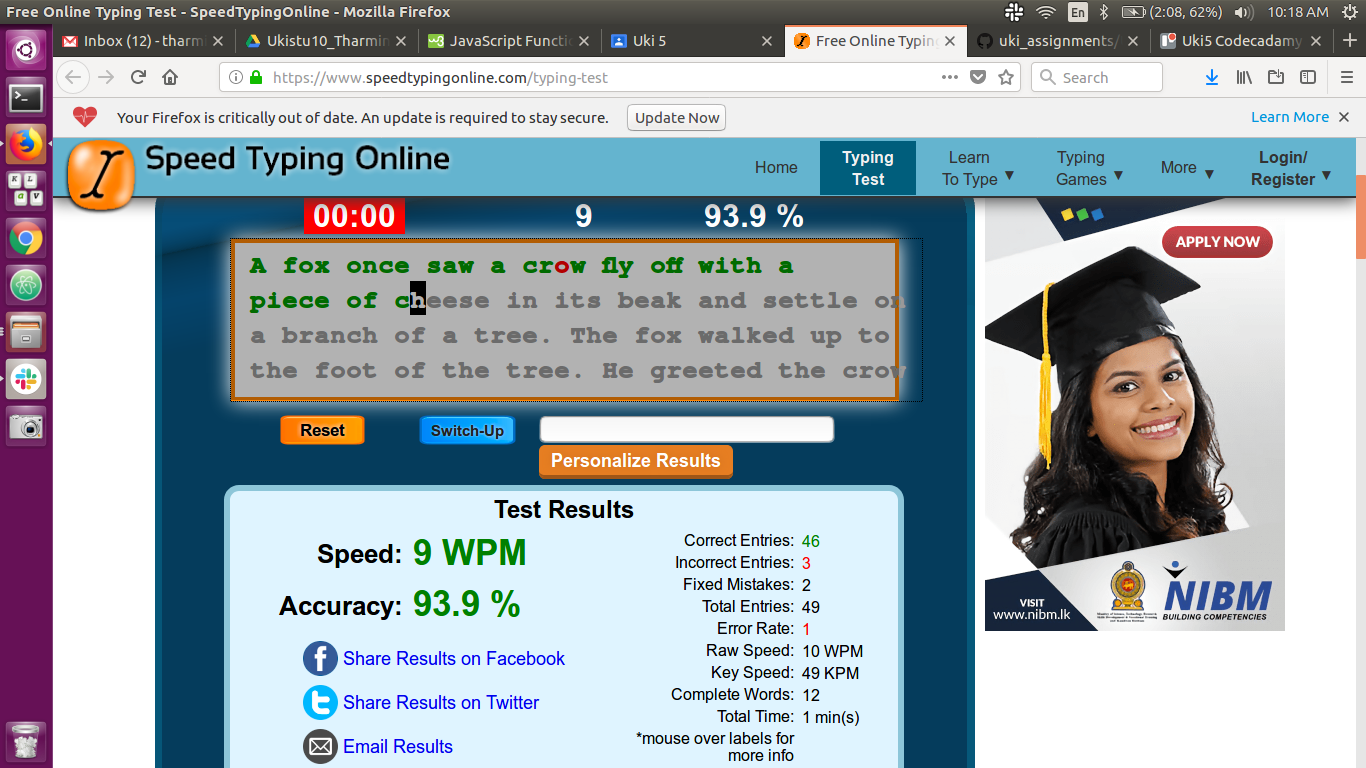 Free Online Typing Test - SpeedTypingOnline - Mozilla Firefox
En
(2:08, 62%)
10:18 AM
Inbox (12) - tharmi
Ukistu10_Tharmin
JavaScript Functi
Uki 5
Free Online Typing
uki_assignments/
Uki5 Codecadamy
https://www.speedtypingonline.com/typing-test
Search
Your Firefox is critically out of date. An update is required to stay secure.
Update Now
Learn More
Speed Typing Online
Home
Typing
Test
Learn
To Type
Typing
Games
More
Login/
Register
00:00
9
93.9 %
A fox once saw a crow fly off with a
piece of cheese in its beak and settle on
a branch of a tree. The fox walked up to
the foot of the tree. He greeted the crow
Reset
Switch-Up
Personalize Results
Test Results
Speed: 9 WPM
Accuracy: 93.9 %
Share Results on Facebook
Share Results on Twitter
Email Results
Correct Entries: 46
Incorrect Entries: 3
Fixed Mistakes: 2
Total Entries: 49
Error Rate: 1
Raw Speed: 10 WPM
Key Speed: 49 KPM
Complete Words: 12
Total Time: 1 min(s)
*mouse over labels for
more info
APPLY NOW
VISIT
www.nibm.lk
NIBM
BUILDING COMPETENCIES